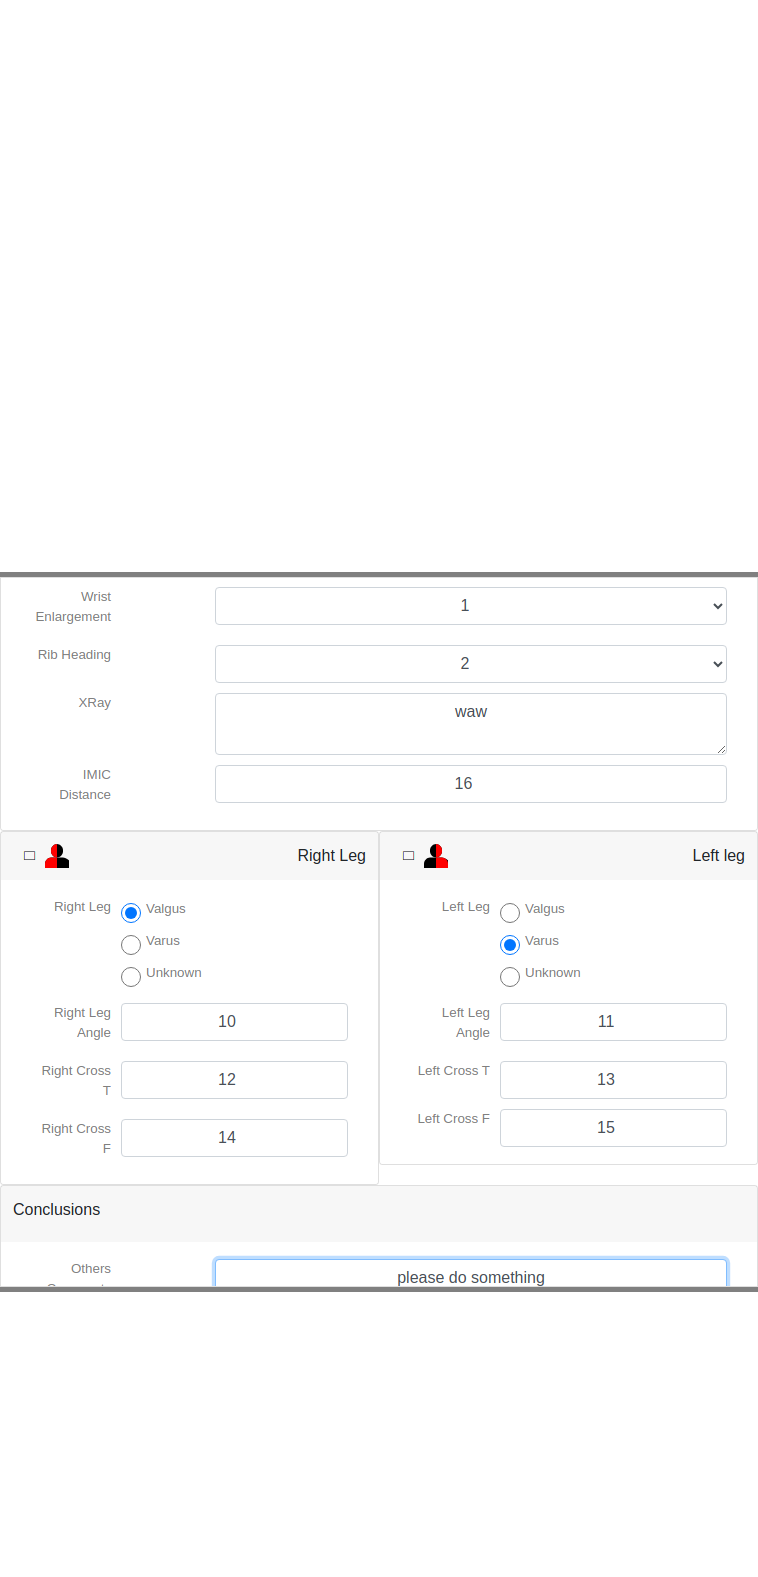 Wrist
Enlargement
1
Rib Heading
2
XRay
waw
IMIC
Distance
16
Right Leg
Right Leg
Valgus
Varus
Unknown
Right Leg
Angle
10
Right Cross
T
12
Right Cross
F
14
Left leg
Left Leg
Valgus
Varus
Unknown
Left Leg
Angle
11
Left Cross T
13
Left Cross F
15
Conclusions
Others
please do something